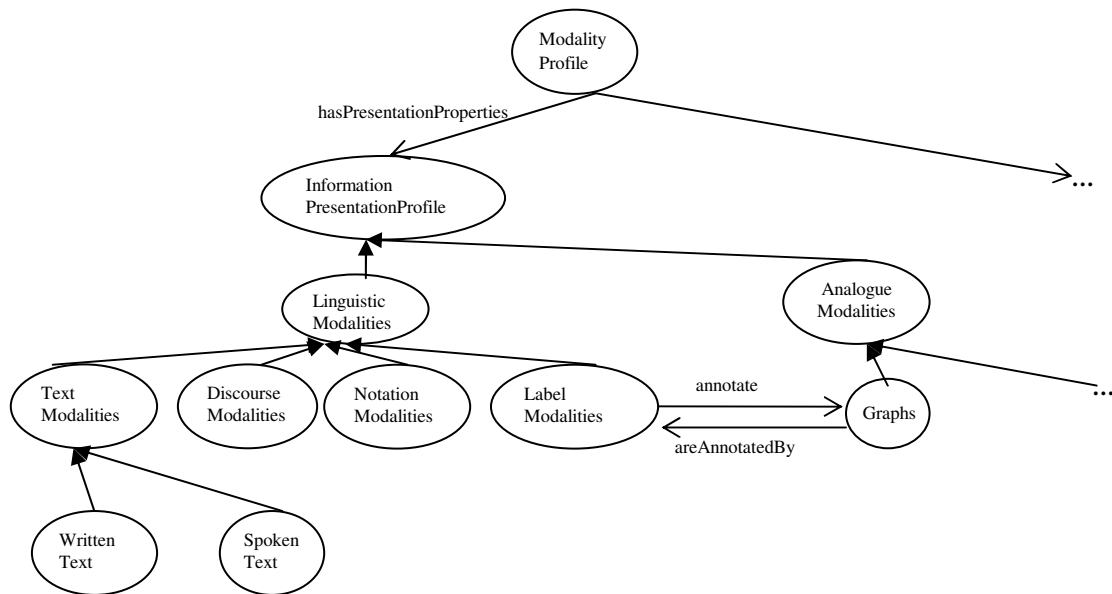 Modality
Profile
hasPresentationProperties
...
Information
PresentationProfile
Linguistic
Modalities
Analogue
Modalities
Text
Modalities
Discourse
Modalities
Notation
Modalities
Label
Modalities
annotate
areAnnotatedBy
Graphs
...
Written
Text
Spoken
Text